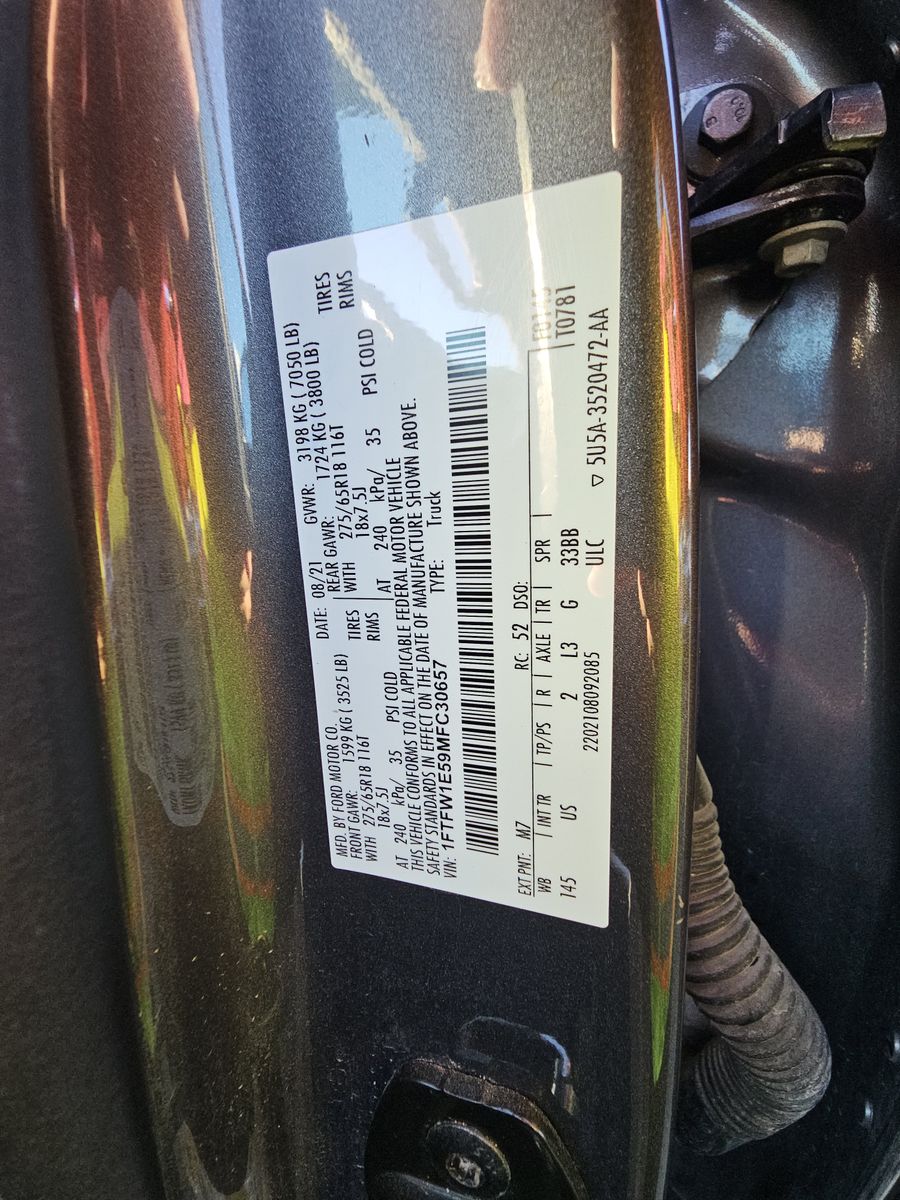 MFD. BY FORD MOTOR CO.
DATE: 08/21 GVWR: 3198 KG ( 7050 LB)
FRONT GAWR: 1599 KG ( 3525 LB)
REAR GAWR: 1724 KG ( 3800 LB)
WITH 275/65R18 116T TIRES
WITH 275/65R18 116T TIRES
18x7.5J RIMS
18x7.5J RIMS
AT 240 kPa/ 35 PSI COLD
AT 240 kPa/ 35 PSI COLD
THIS VEHICLE CONFORMS TO ALL APPLICABLE FEDERAL MOTOR VEHICLE
SAFETY STANDARDS IN EFFECT ON THE DATE OF MANUFACTURE SHOWN ABOVE.
VIN: 1FTFW1E59MFC30657 TYPE: Truck
EXT PNT: M7 RC: 52 DSO:
WB INT TR TP/PS R AXLE TR SPR
145 US 2 L3 G 33BB
T0781
2202108092085 ULC
▽ 5U5A-3520472-AA